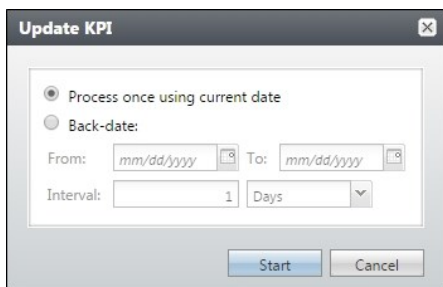 Update KPI
Process once using current date
Back-date:
From: mm/dd/yyyy To: mm/dd/yyyy
Interval: 1 Days
Start Cancel